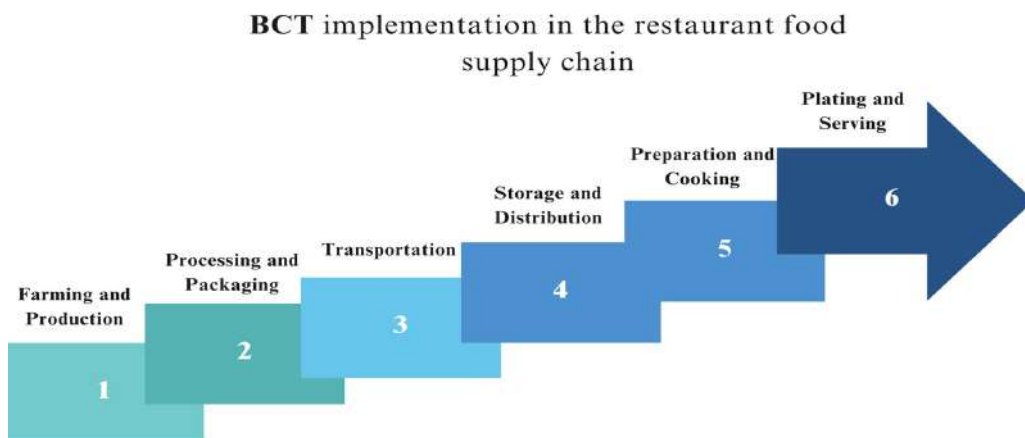 BCT implementation in the restaurant food
supply chain
Farming and
Production
1
Processing and
Packaging
2
Transportation
3
Storage and
Distribution
4
Preparation and
Cooking
5
Plating and
Serving
6